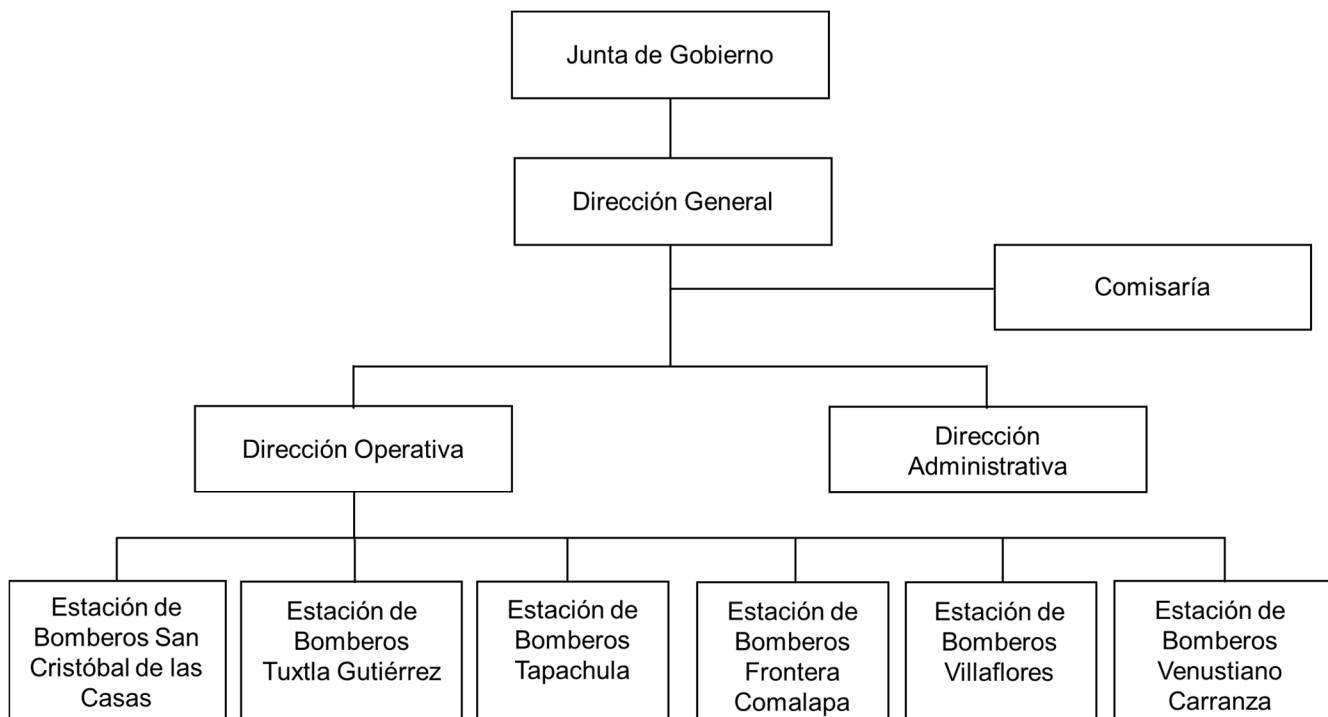 Junta de Gobierno
Dirección General
Comisaría
Dirección Operativa
Dirección
Administrativa
Estación de
Bomberos San
Cristóbal de las
Casas
Estación de
Bomberos
Tuxtla Gutiérrez
Estación de
Bomberos
Tapachula
Estación de
Bomberos
Frontera
Comalapa
Estación de
Bomberos
Villaflores
Estación de
Bomberos
Venustiano
Carranza